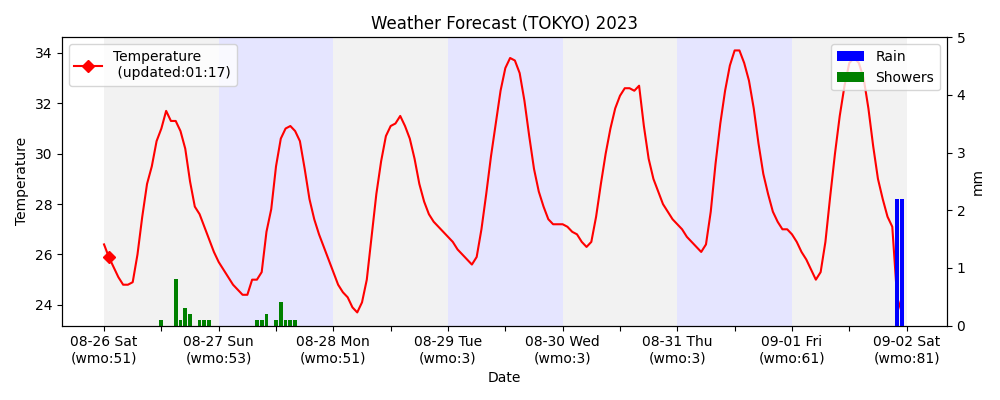 Weather Forecast (TOKYO) 2023
Temperature
(updated:01:17)
Rain
Showers
Temperature
34
32
30
28
26
24
5
4
3
2
1
0
mm
08-26 Sat
(wmo:51)
08-27 Sun
(wmo:53)
08-28 Mon
(wmo:51)
08-29 Tue
(wmo:3)
08-30 Wed
(wmo:3)
08-31 Thu
(wmo:3)
09-01 Fri
(wmo:61)
09-02 Sat
(wmo:81)
Date